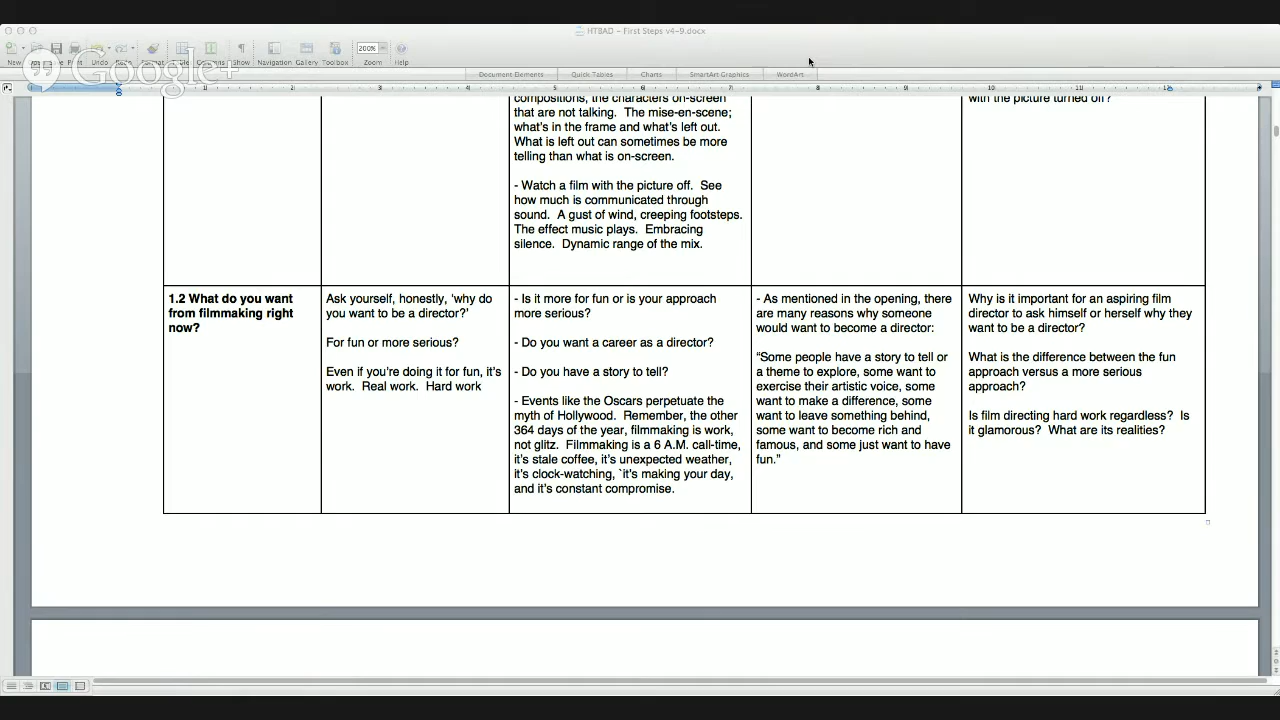 HTBAD – First Steps v4–9.docx
200%
New
Undo
Show
Navigation
Gallery
Toolbox
Zoom
Help
Google+
Document Elements
Quick Tables
Charts
SmartArt Graphics
WordArt
compositions, the characters on-screen
that are not talking. The mise-en-scene;
what's in the frame and what's left out.
What is left out can sometimes be more
telling than what is on-screen.
- Watch a film with the picture off. See
how much is communicated through
sound. A gust of wind, creeping footsteps.
The effect music plays. Embracing
silence. Dynamic range of the mix.
with the picture turned off?
1.2 What do you want
from filmmaking right
now?
Ask yourself, honestly, 'why do
you want to be a director?'
For fun or more serious?
Even if you're doing it for fun, it's
work. Real work. Hard work
- Is it more for fun or is your approach
more serious?
- Do you want a career as a director?
- Do you have a story to tell?
- Events like the Oscars perpetuate the
myth of Hollywood. Remember, the other
364 days of the year, filmmaking is work,
not glitz. Filmmaking is a 6 A.M. call-time,
it's stale coffee, it's unexpected weather,
it's clock-watching, `it's making your day,
and it's constant compromise.
- As mentioned in the opening, there
are many reasons why someone
would want to become a director:
“Some people have a story to tell or
a theme to explore, some want to
exercise their artistic voice, some
want to make a difference, some
want to leave something behind,
some want to become rich and
famous, and some just want to have
fun.”
Why is it important for an aspiring film
director to ask himself or herself why they
want to be a director?
What is the difference between the fun
approach versus a more serious
approach?
Is film directing hard work regardless? Is
it glamorous? What are its realities?